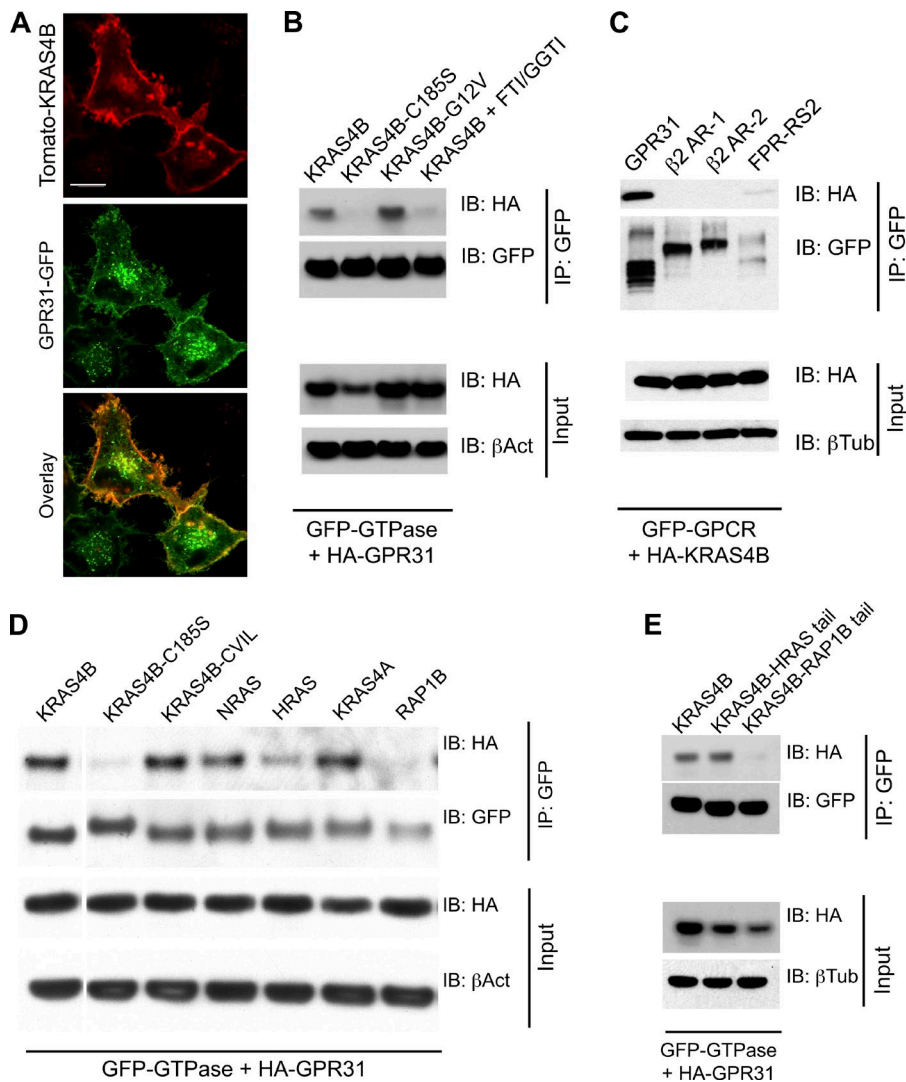 A
Tomato-KRAS4B
GPR31-GFP
Overlay
B
KRAS4B
KRAS4B-C185S
KRAS4B-G12V
KRAS4B + FTI/GGTI
IB: HA
IB: GFP
IP: GFP
IB: HA
IB: βAct
Input
GFP-GTPase
+ HA-GPR31
C
GPR31
β2 AR-1
β2 AR-2
FPR-RS2
IB: HA
IB: GFP
IP: GFP
IB: HA
IB: βTub
Input
GFP-GPCR
+ HA-KRAS4B
D
KRAS4B
KRAS4B-C185S
KRAS4B-CVIL
NRAS
HRAS
KRAS4A
RAP1B
IB: HA
IB: GFP
IP: GFP
IB: HA
IB: βAct
Input
GFP-GTPase + HA-GPR31
E
KRAS4B
KRAS4B-HRAS tail
KRAS4B-RAP1B tail
IB: HA
IB: GFP
IP: GFP
IB: HA
IB: βTub
Input
GFP-GTPase
+ HA-GPR31